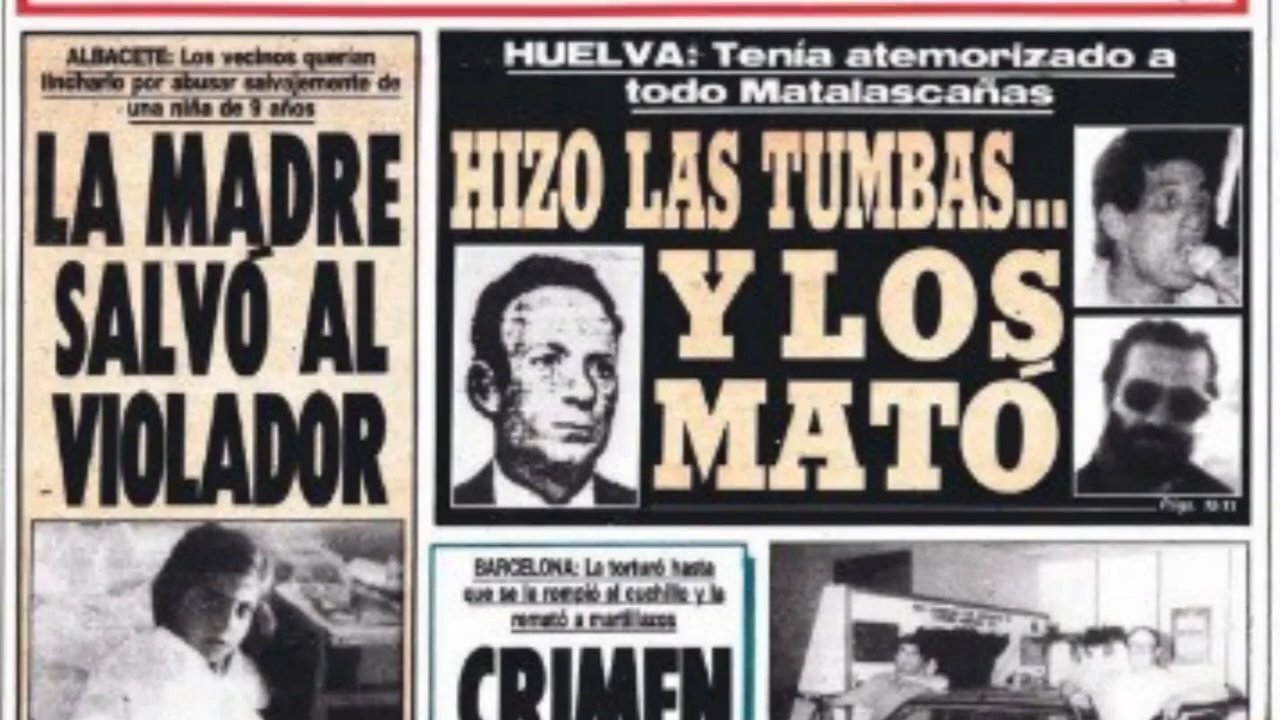 ALBACETE: Los vecinos querían
lincharlo por abusar salvajemente de
una niña de 9 años
LA MADRE
SALVÓ AL
VIOLADOR
HUELVA: Tenía atemorizado a
todo Matalascañas
HIZO LAS TUMBAS...
Y LOS
MATÓ
Págs.
BARCELONA: La torturó hasta
que se le rompió el cuchillo y la
remató a martillazos
CRIMEN